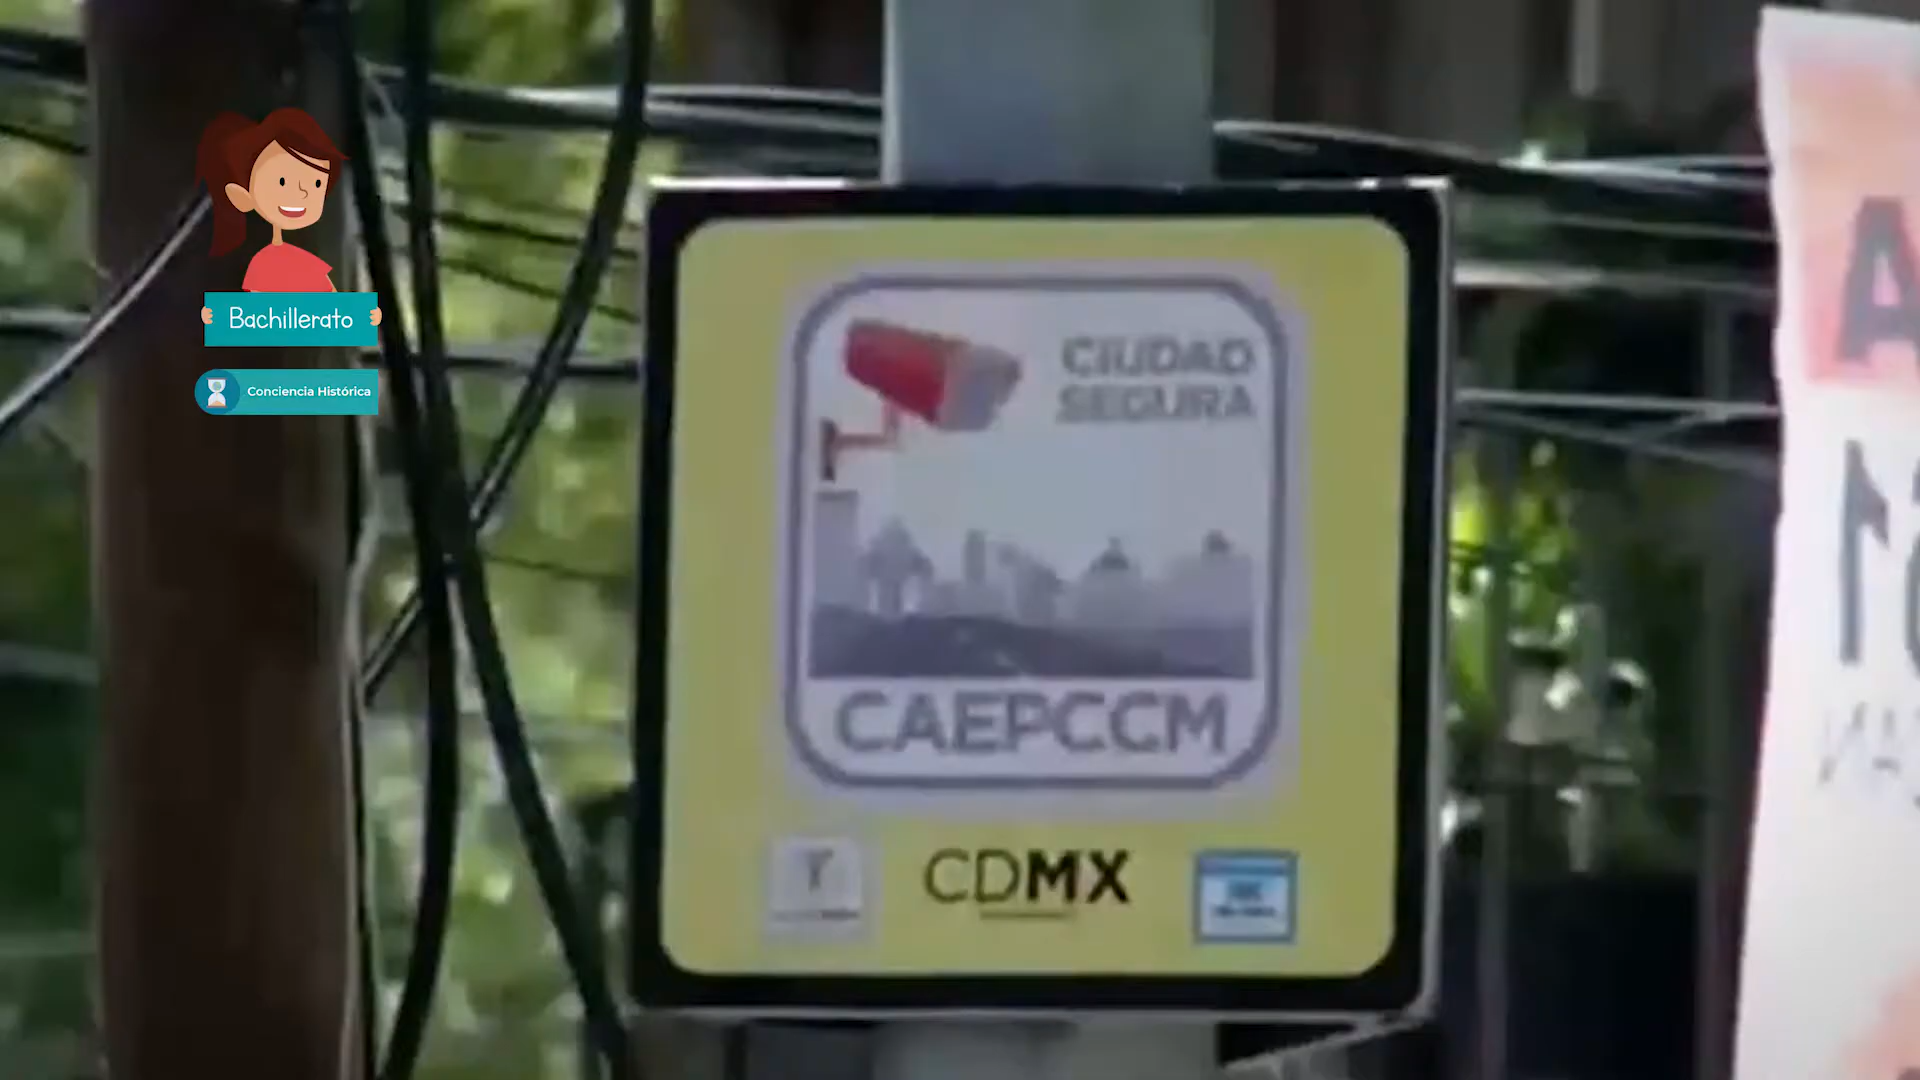 Bachillerato
Conciencia Histórica
CIUDAD
SEGURA
CAEPCCM
CDMX